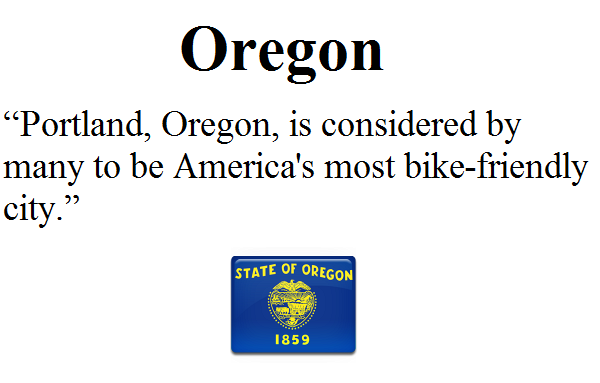 Oregon
“Portland, Oregon, is considered by
many to be America's most bike-friendly
city.”
STATE OF OREGON
1859